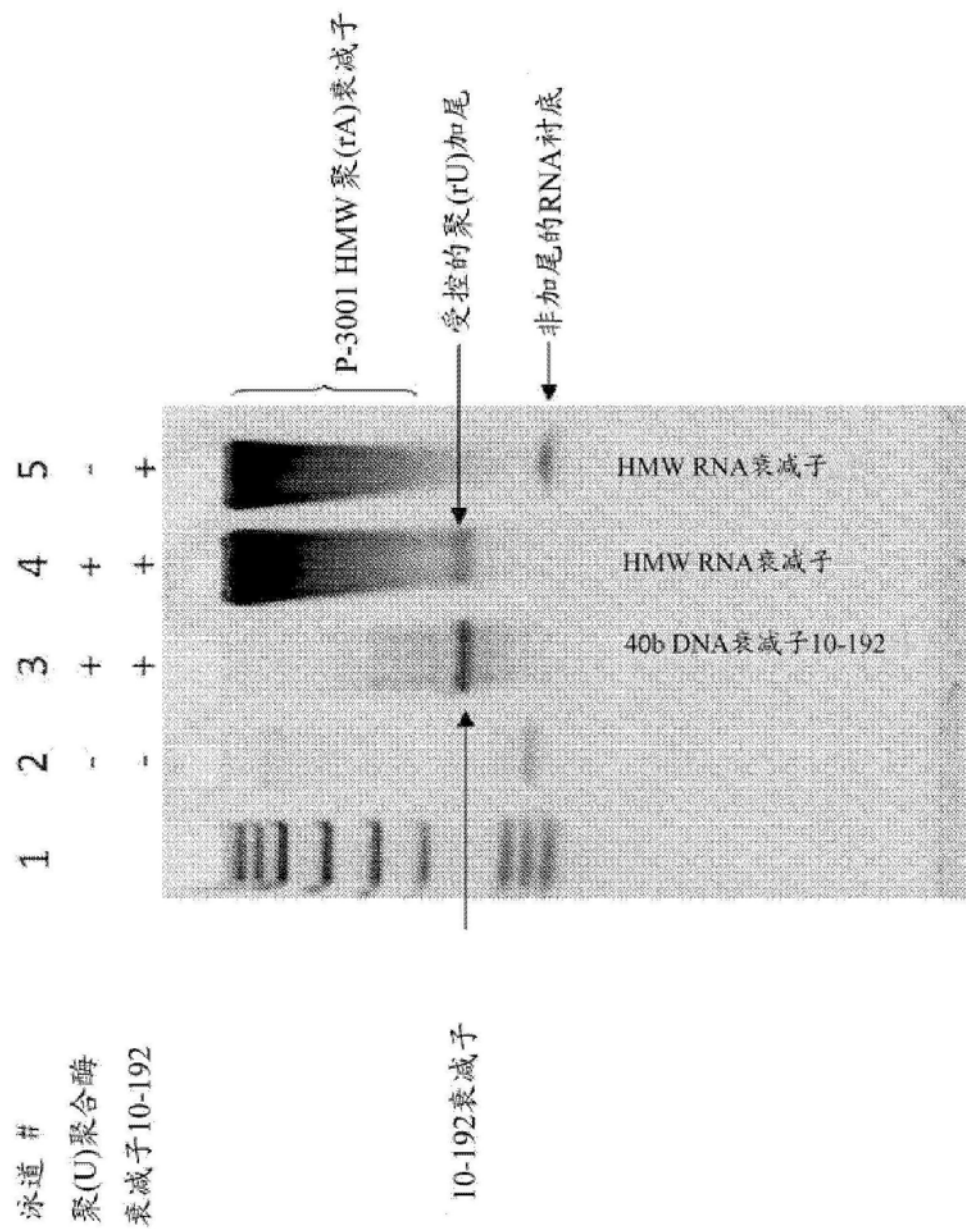 泳道 # 1 2 3 4 5
聚(U)聚合酶 - + + -
衰减子10-192 - + + +
P-3001 HMW 聚(rA)衰减子
10-192衰减子
受控的聚(rU)加尾
非加尾的RNA衬底
HMW RNA衰减子
HMW RNA衰减子
40b DNA衰减子10-192